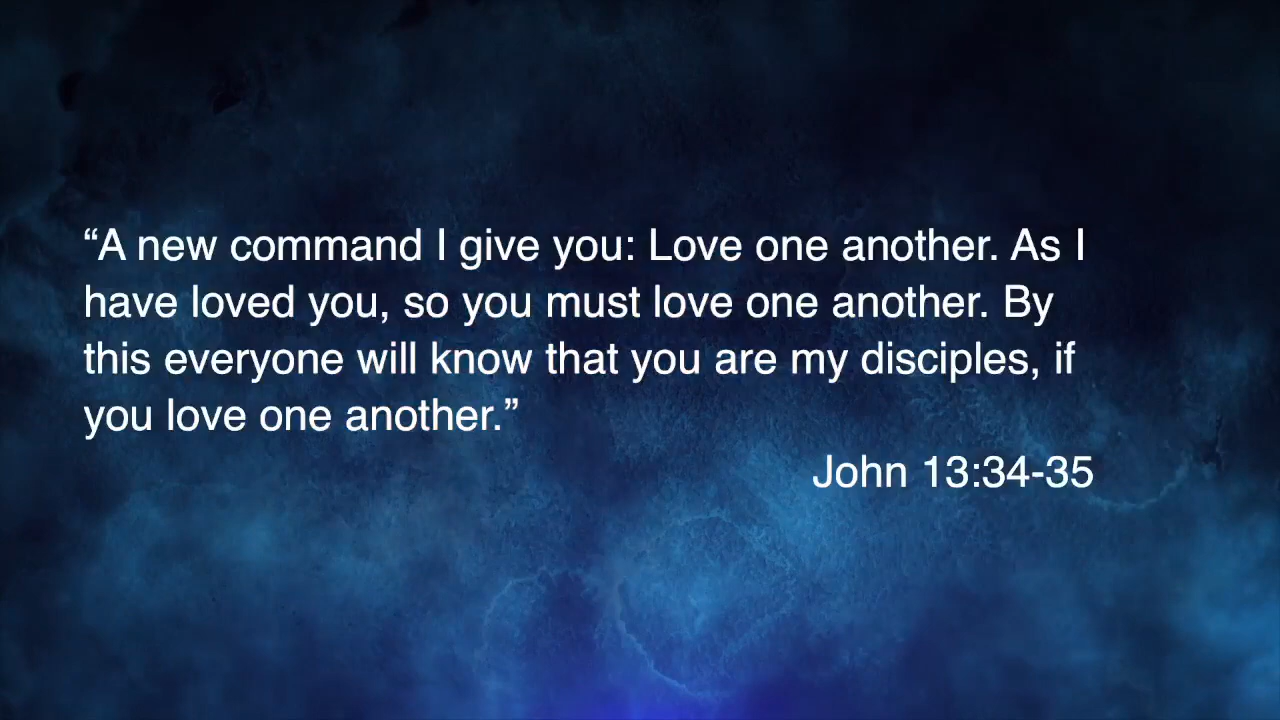 “A new command I give you: Love one another. As I
have loved you, so you must love one another. By
this everyone will know that you are my disciples, if
you love one another.”
John 13:34-35